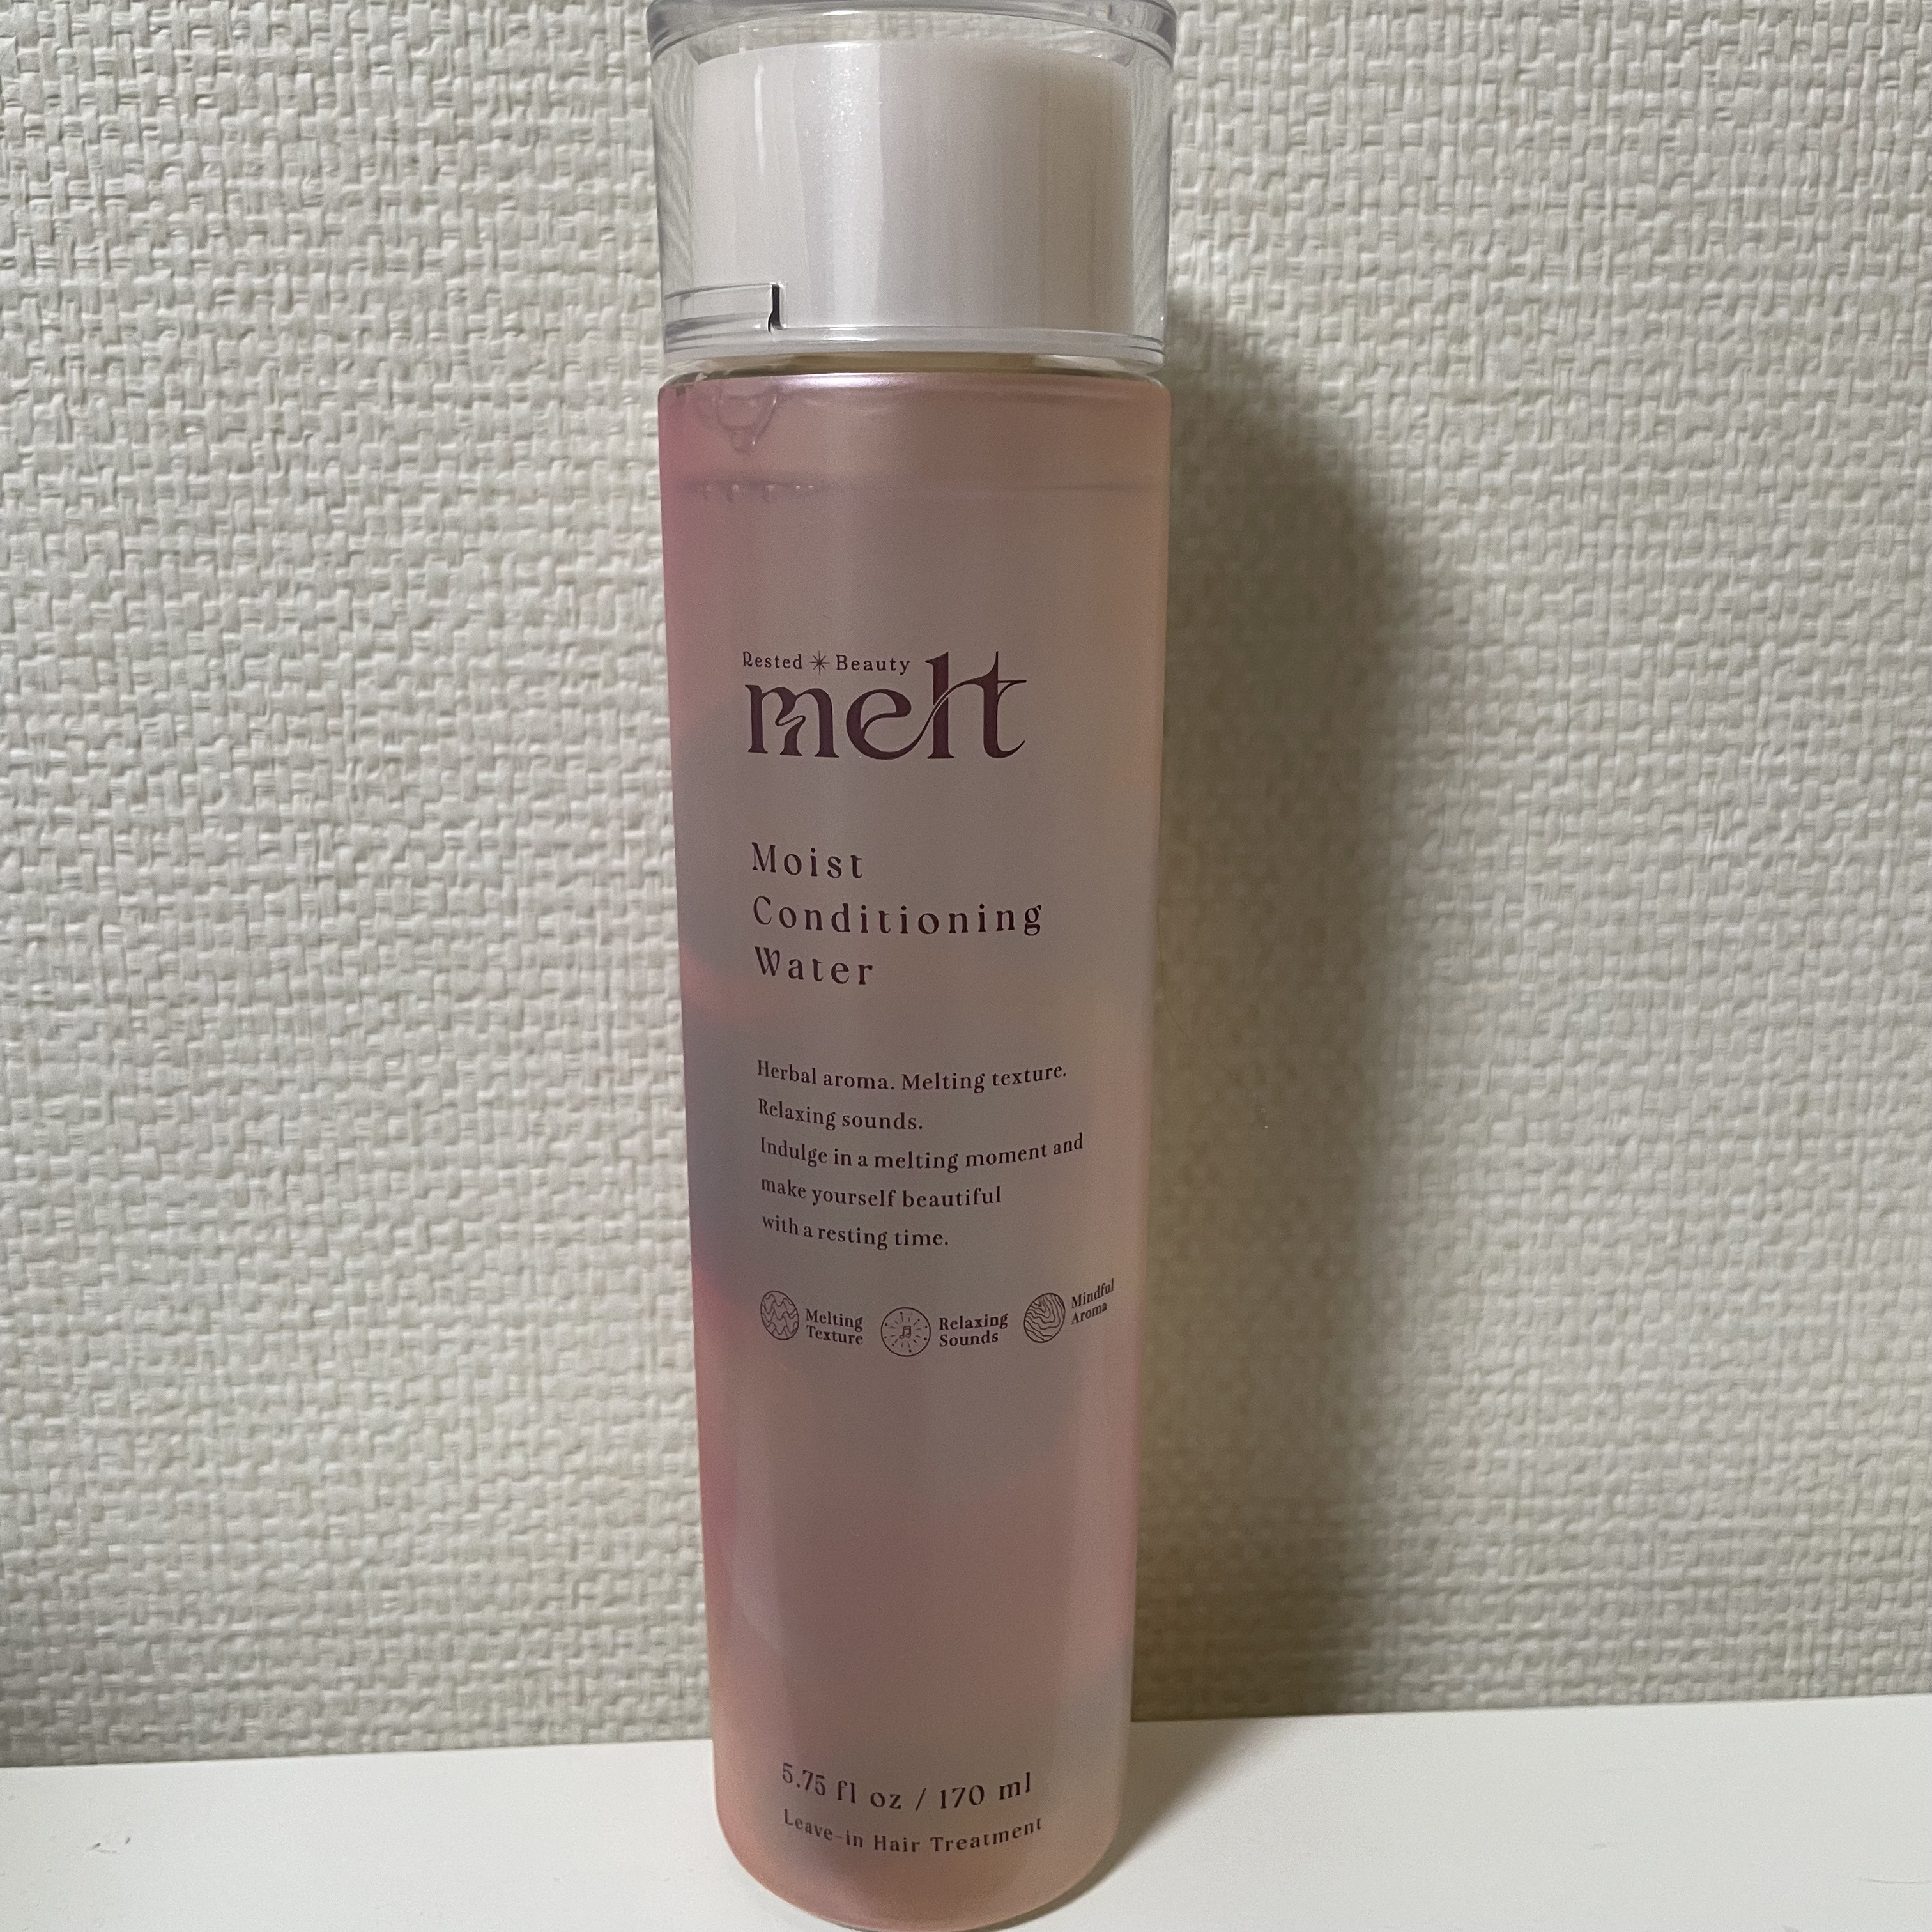 Rested Beauty
melt
Moist
Conditioning
Water
Herbal aroma. Melting texture.
Relaxing sounds.
Indulge in a melting moment and
make yourself beautiful
with a resting time.
Melting
Texture
Relaxing
Sounds
Mindful
Aroma
5.75 fl oz / 170 ml
Leave-in Hair Treatment